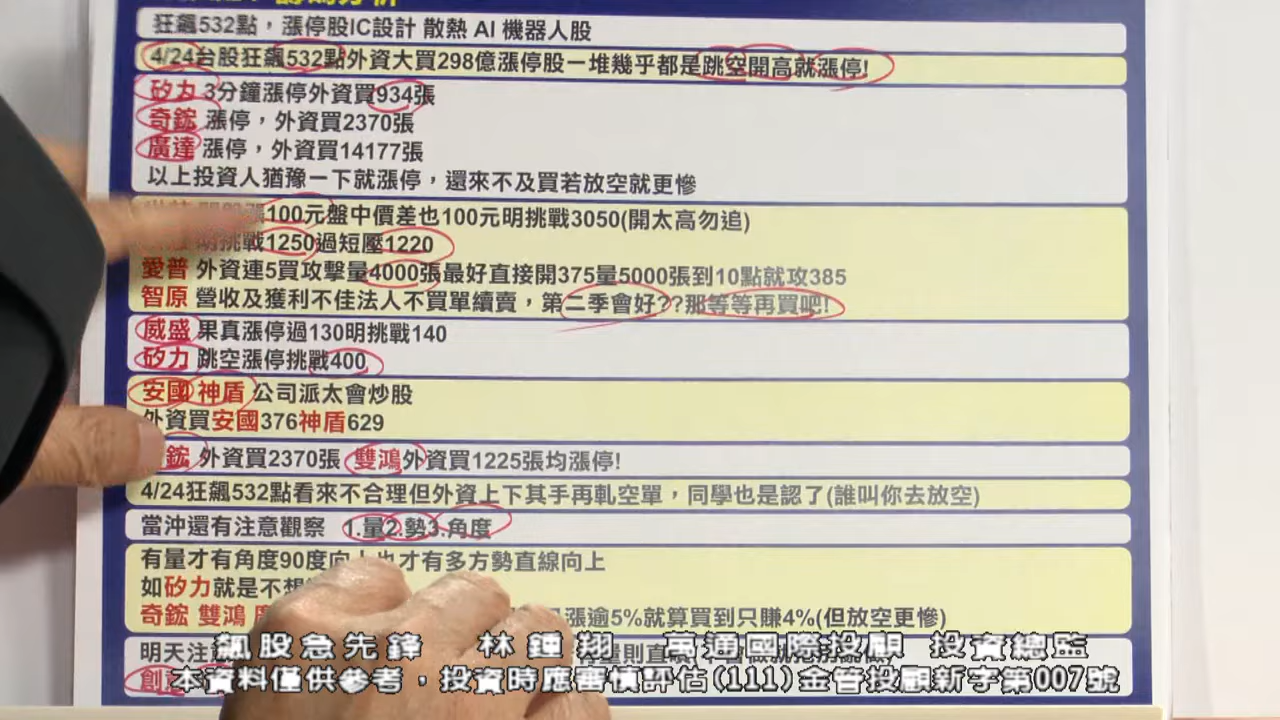 狂飆532點，漲停股IC設計 散熱 AI 機器人股
4/24台股狂飆532點外資大買298億漲停股一堆幾乎都是跳空開高就漲停!
矽力 3分鐘漲停外資買934張
奇鋐 漲停，外資買2370張
廣達 漲停，外資買14177張
以上投資人猶豫一下就漲停，還來不及買若放空就更慘
100元盤中價差也100元明挑戰3050(開太高勿追)
明挑戰1250過短壓1220
愛普 外資連5買攻擊量4000張最好直接開375量5000張到10點就攻385
智原 營收及獲利不佳法人不買單續賣，第二季會好??那等等再買吧!
威盛 果真漲停過130明挑戰140
矽力 跳空漲停挑戰400
安國 神盾 公司派太會炒股
外資買安國376神盾629
鋐 外資買2370張 雙鴻外資買1225張均漲停!
4/24狂飆532點看來不合理但外資上下其手再軋空單，同學也是認了(誰叫你去放空)
當沖還有注意觀察 1.量2.勢3.角度
有量才有角度90度向上也才有多方勢直線向上
如矽力就是不想
奇鋐 雙鴻 漲逾5%就算買到只賺4%(但放空更慘)
明天注
創
飆股急先鋒 林鍾翔 萬通國際投顧 投資總監
本資料僅供參考，投資時應審慎評估(111)金管投顧新字第007號